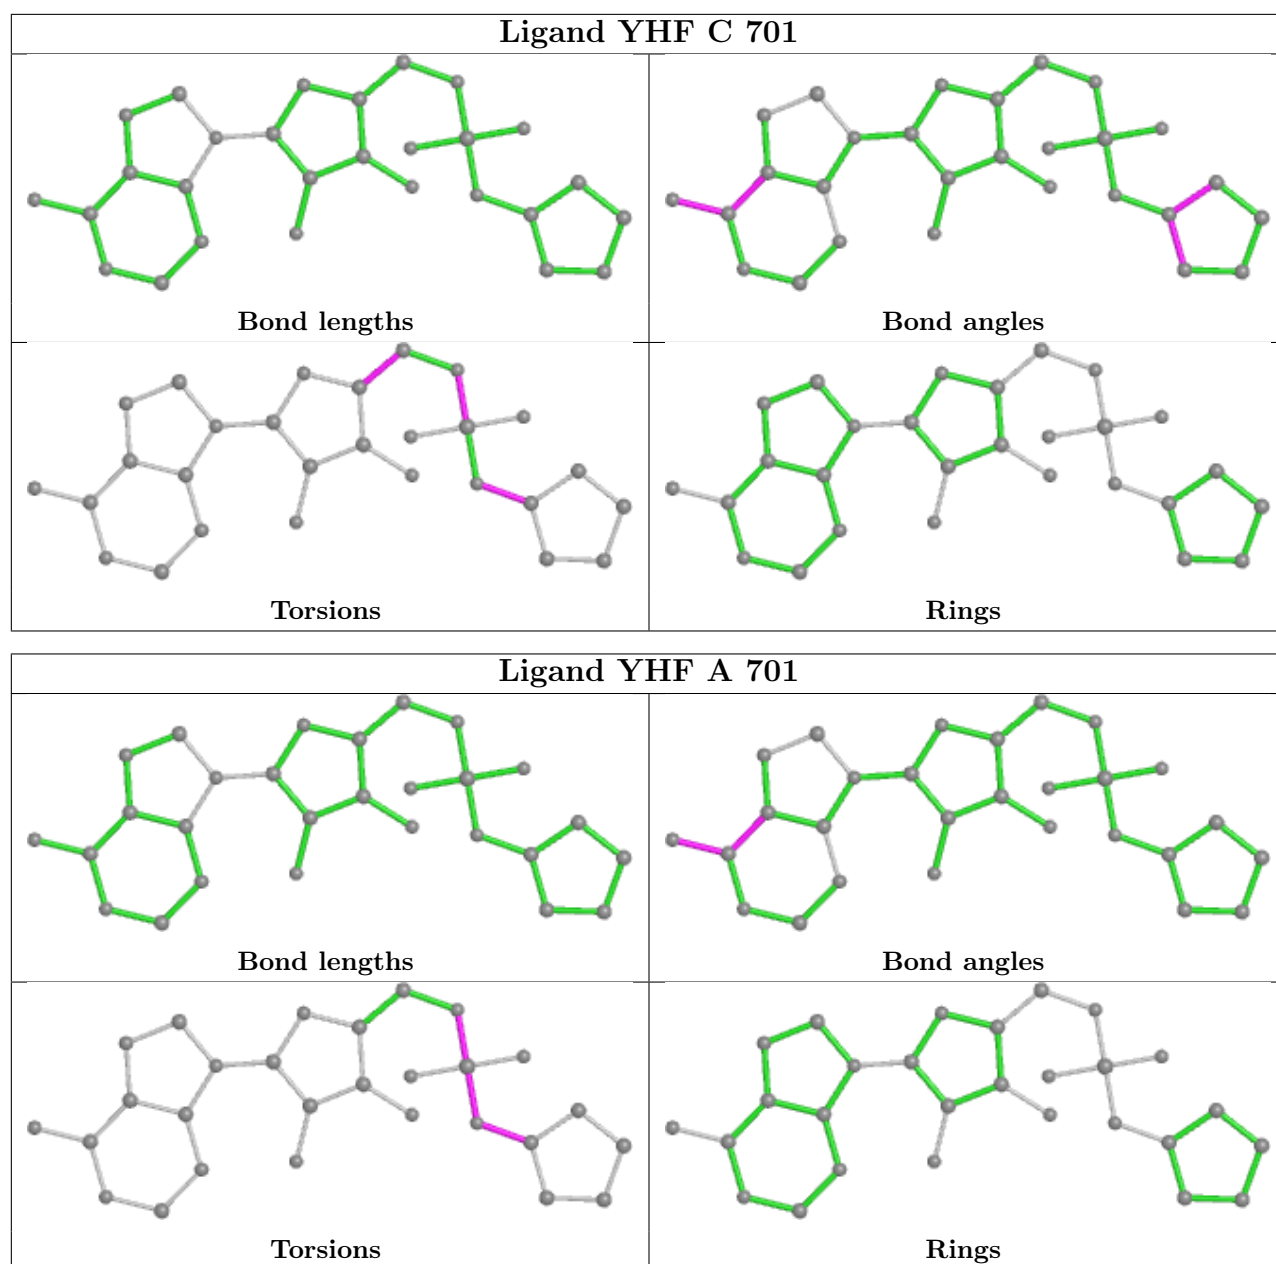 Ligand YHF C 701
Bond lengths
Bond angles
Torsions
Rings
Ligand YHF A 701
Bond lengths
Bond angles
Torsions
Rings